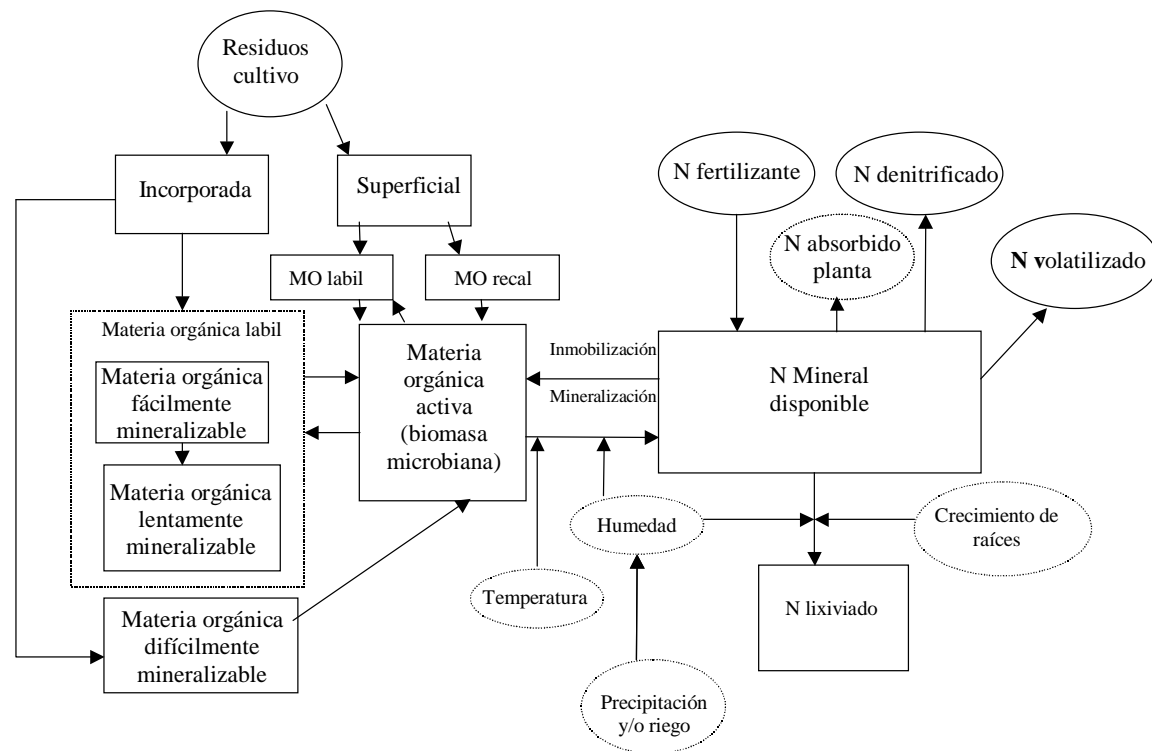 Residuos
cultivo
Incorporada
Superficial
N fertilizante
N denitrificado
N absorbido
planta
N volatilizado
MO labil
MO recal
Materia orgánica labil
Materia orgánica
fácilmente
mineralizable
Materia orgánica
lentamente
mineralizable
Materia
orgánica
activa
(biomasa
microbiana)
Inmobilización
Mineralización
N Mineral
disponible
Humedad
Crecimiento de
raíces
Temperatura
N lixiviado
Materia orgánica
difícilmente
mineralizable
Precipitación
y/o riego